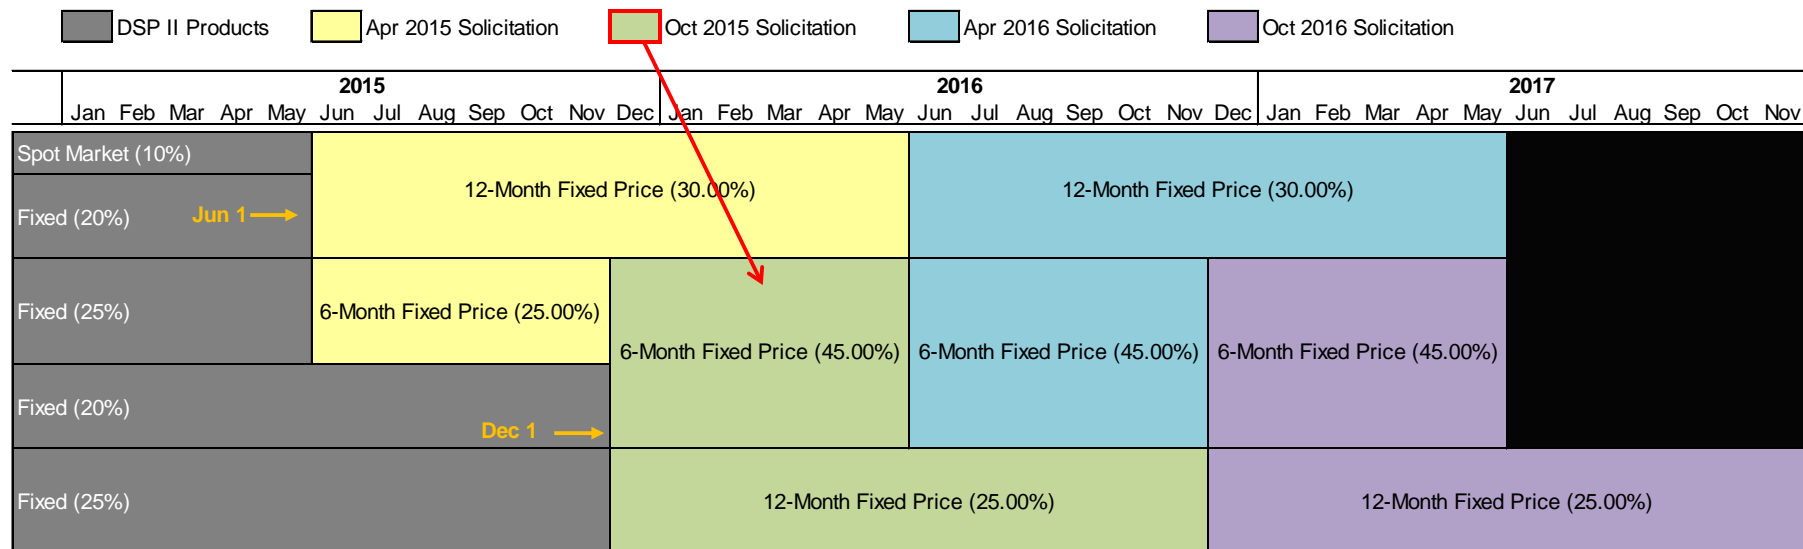 DSP II Products Apr 2015 Solicitation Oct 2015 Solicitation Apr 2016 Solicitation Oct 2016 Solicitation
2015 2016 2017
Jan Feb Mar Apr May Jun Jul Aug Sep Oct Nov Dec Jan Feb Mar Apr May Jun Jul Aug Sep Oct Nov Dec Jan Feb Mar Apr May Jun Jul Aug Sep Oct Nov
Spot Market (10%)
12-Month Fixed Price (30.00%) 12-Month Fixed Price (30.00%)
Fixed (20%) Jun 1
Fixed (25%) 6-Month Fixed Price (25.00%)
6-Month Fixed Price (45.00%) 6-Month Fixed Price (45.00%) 6-Month Fixed Price (45.00%)
Fixed (20%)
Dec 1
Fixed (25%) 12-Month Fixed Price (25.00%) 12-Month Fixed Price (25.00%)